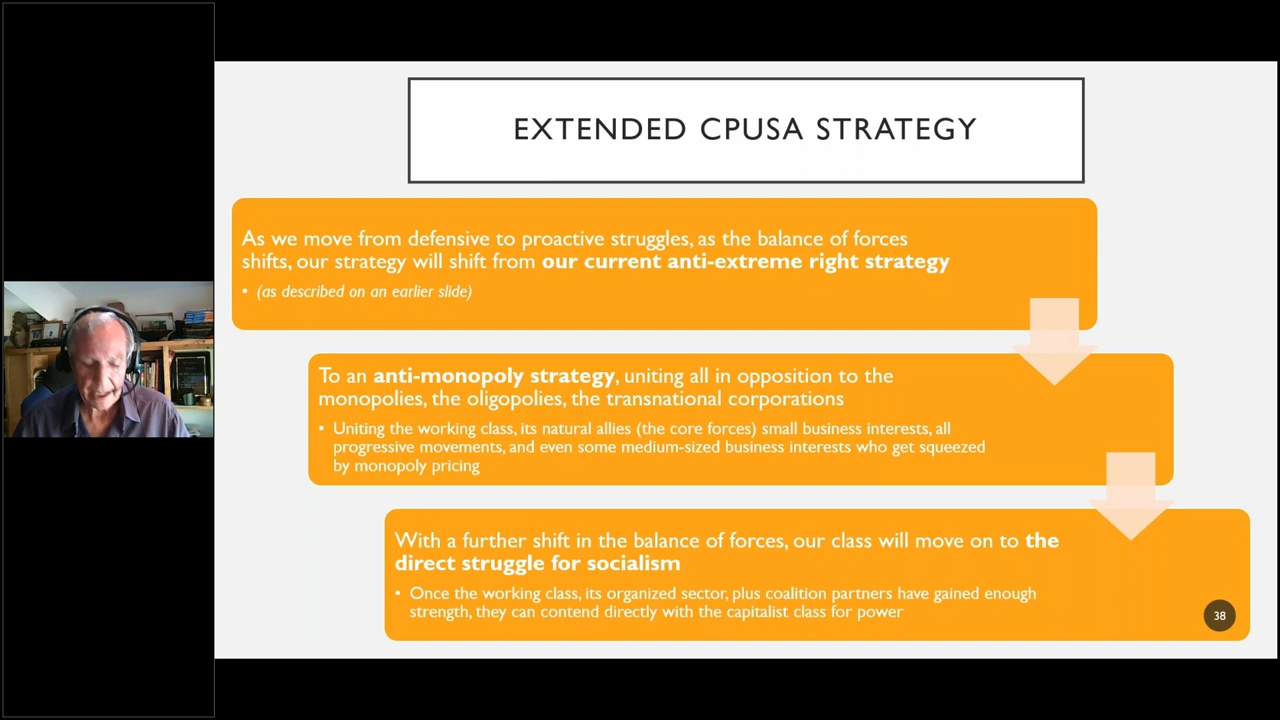 EXTENDED CPUSA STRATEGY
As we move from defensive to proactive struggles, as the balance of forces
shifts, our strategy will shift from our current anti-extreme right strategy
• (as described on an earlier slide)
To an anti-monopoly strategy, uniting all in opposition to the
monopolies, the oligopolies, the transnational corporations
• Uniting the working class, its natural allies (the core forces) small business interests, all
progressive movements, and even some medium-sized business interests who get squeezed
by monopoly pricing
With a further shift in the balance of forces, our class will move on to the
direct struggle for socialism
• Once the working class, its organized sector, plus coalition partners have gained enough
strength, they can contend directly with the capitalist class for power
38